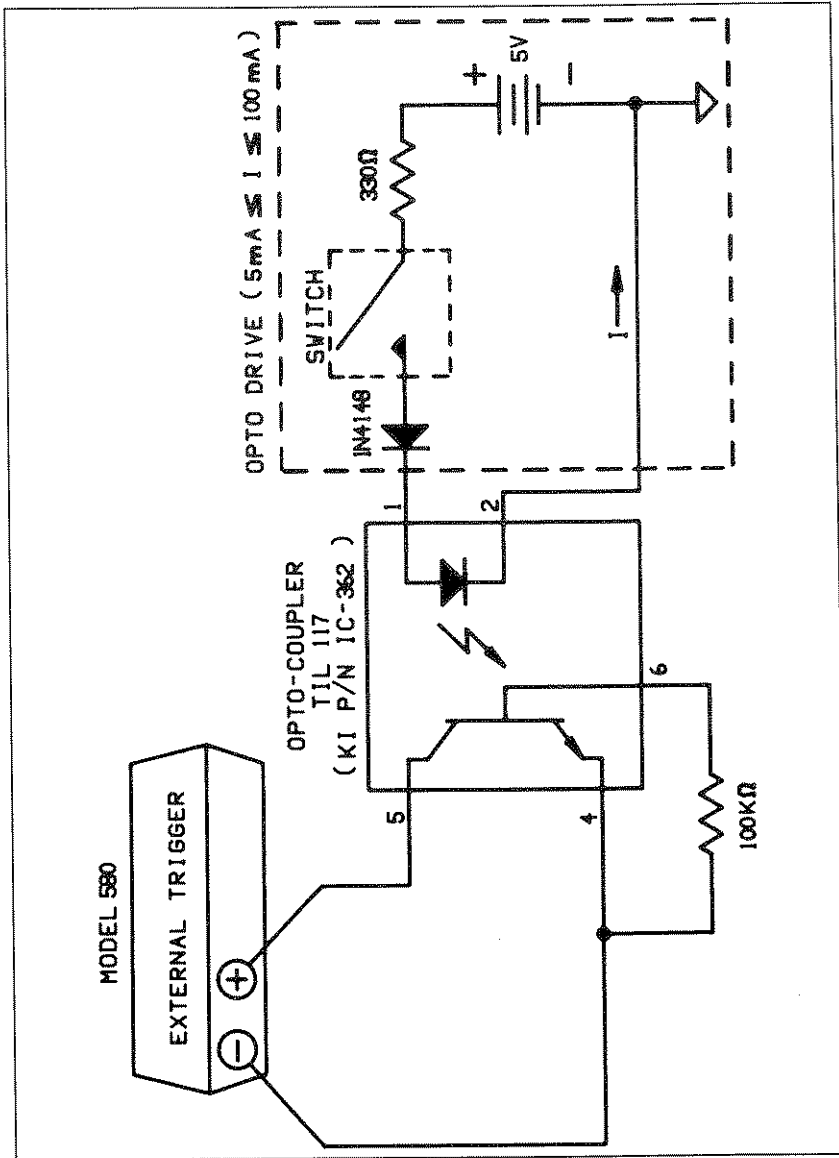 MODEL 580
EXTERNAL TRIGGER
−
+
OPTO-COUPLER
TIL 117
(KI P/N IC-362)
5
4
6
1
2
100KΩ
OPTO DRIVE (5mA ≤ I ≤ 100mA)
1N4148
SWITCH
330Ω
+
5V
−
I